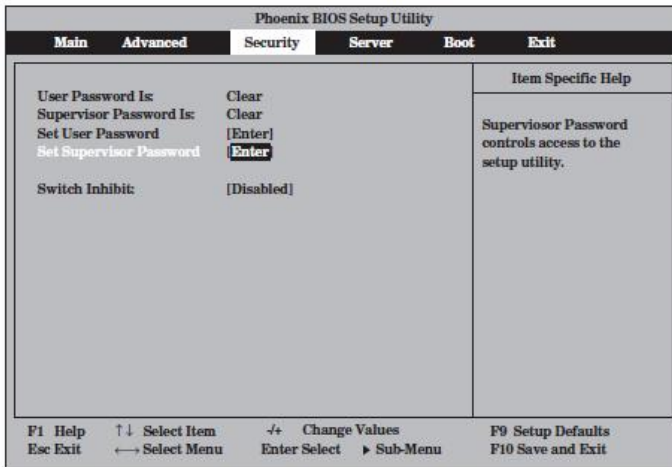 Phoenix BIOS Setup Utility
Main Advanced Security Server Boot Exit
Item Specific Help
User Password Is: Clear
Supervisor Password Is: Clear
Set User Password [Enter]
Set Supervisor Password [Enter]
Switch Inhibit: [Disabled]
Superviosor Password
controls access to the
setup utility.
F1 Help ↑↓ Select Item -/+ Change Values F9 Setup Defaults
Esc Exit ←→ Select Menu Enter Select ▶ Sub-Menu F10 Save and Exit